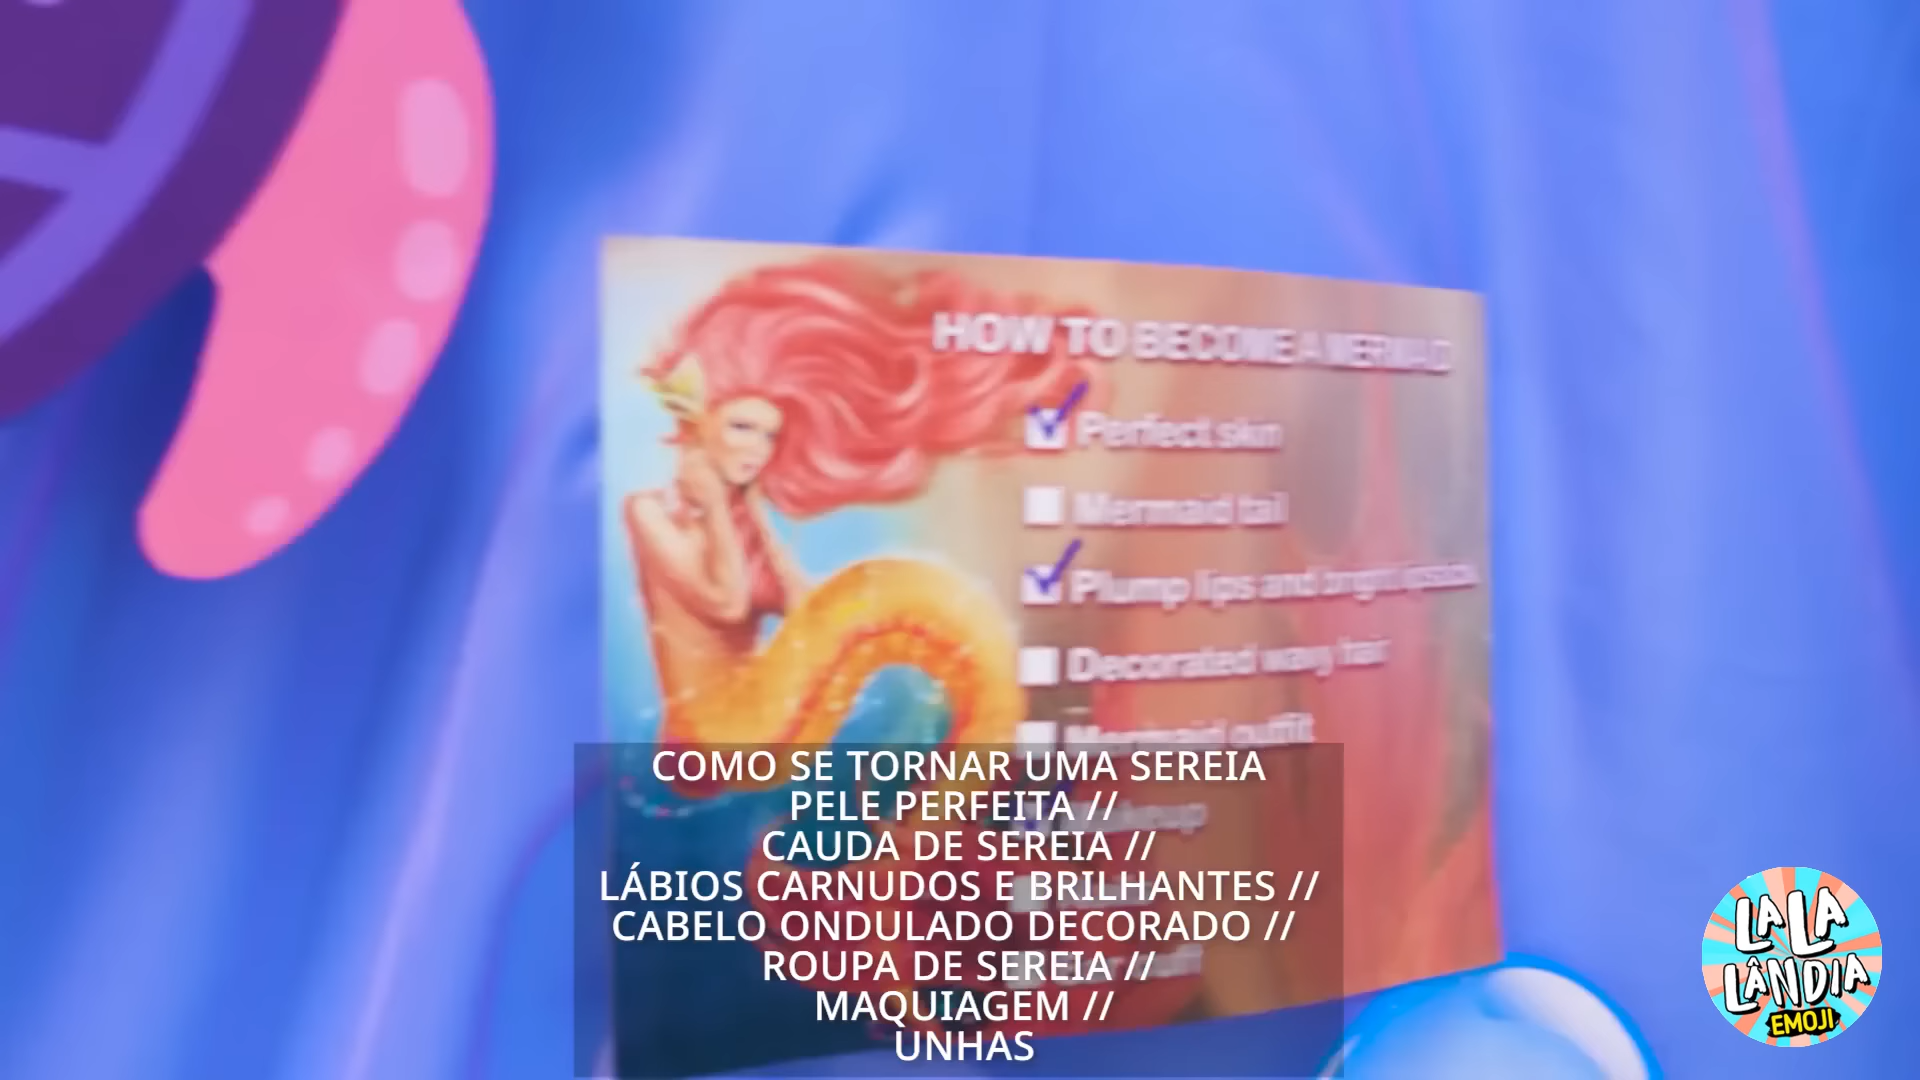 HOW TO BECOME A MERMAID
Perfect skin
Mermaid tail
Plump lips and bright
Decorated wavy hair
Mermaid outfit
COMO SE TORNAR UMA SEREIA
PELE PERFEITA //
CAUDA DE SEREIA //
LÁBIOS CARNUDOS E BRILHANTES //
CABELO ONDULADO DECORADO //
ROUPA DE SEREIA //
MAQUIAGEM //
UNHAS
LA LA
LÂNDIA
EMOJI